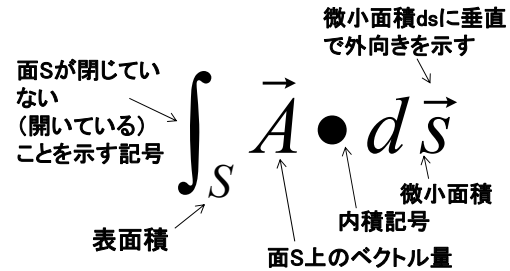 微小面積dsに垂直
で外向きを示す
面Sが閉じてい
ない
（開いている）
ことを示す記号
∫S A→ ● d s→
微小面積
内積記号
表面積
面S上のベクトル量